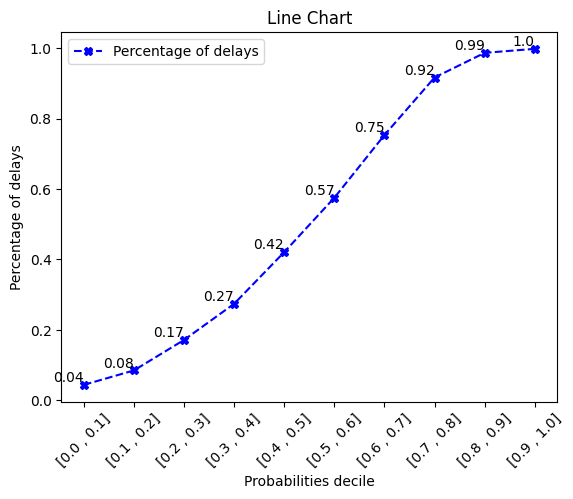 Line Chart
Percentage of delays
Percentage of delays
1.0
0.8
0.6
0.4
0.2
0.0
0.04
0.08
0.17
0.27
0.42
0.57
0.75
0.92
0.99
1.0
[0.0 , 0.1]
[0.1 , 0.2]
[0.2 , 0.3]
[0.3 , 0.4]
[0.4 , 0.5]
[0.5 , 0.6]
[0.6 , 0.7]
[0.7 , 0.8]
[0.8 , 0.9]
[0.9 , 1.0]
Probabilities decile